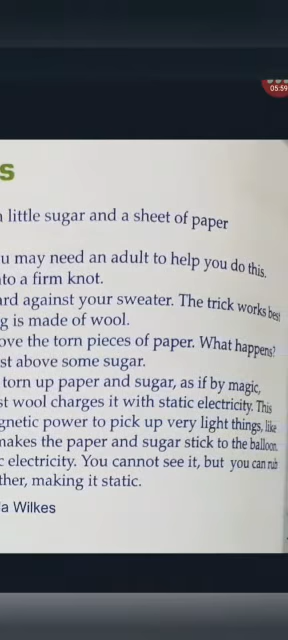 05:59
s
little sugar and a sheet of paper
u may need an adult to help you do this.
to a firm knot.
ard against your sweater. The trick works best
g is made of wool.
ove the torn pieces of paper. What happens?
st above some sugar.
torn up paper and sugar, as if by magic,
st wool charges it with static electricity. This
gnetic power to pick up very light things, like
makes the paper and sugar stick to the balloon.
c electricity. You cannot see it, but you can rub
ther, making it static.
a Wilkes